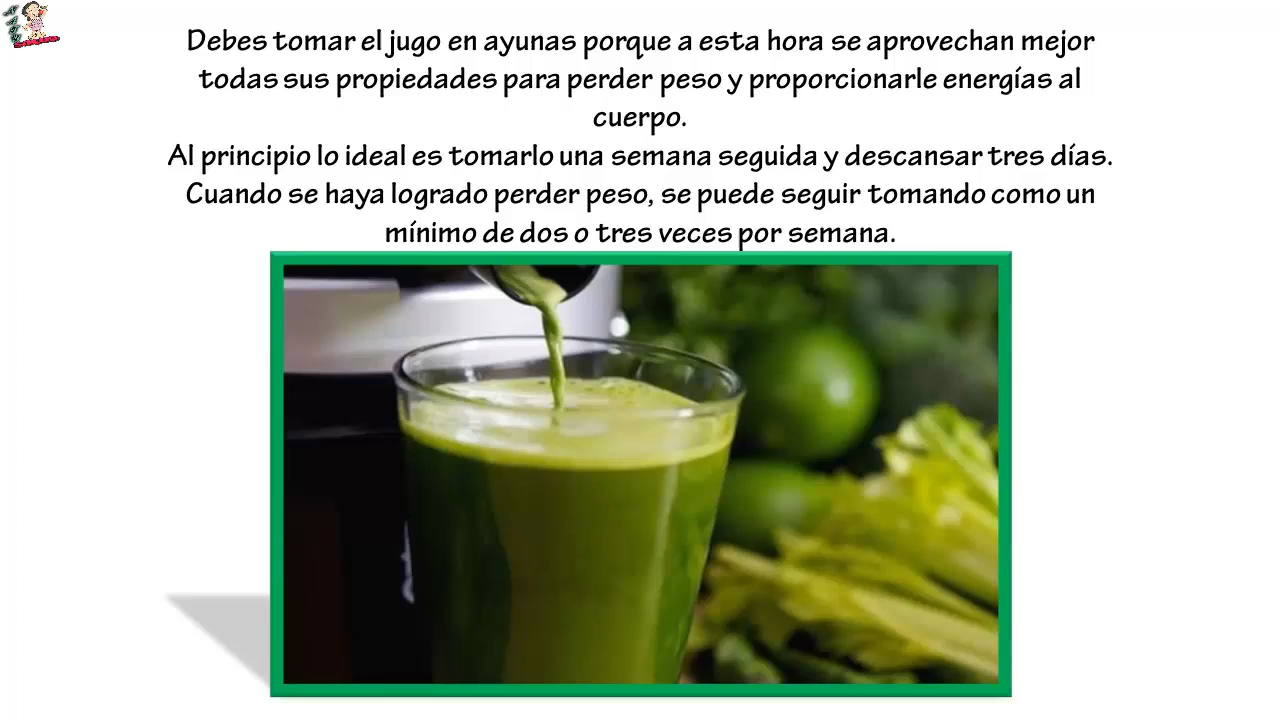 Debes tomar el jugo en ayunas porque a esta hora se aprovechan mejor
todas sus propiedades para perder peso y proporcionarle energías al
cuerpo.
Al principio lo ideal es tomarlo una semana seguida y descansar tres días.
Cuando se haya logrado perder peso, se puede seguir tomando como un
mínimo de dos o tres veces por semana.